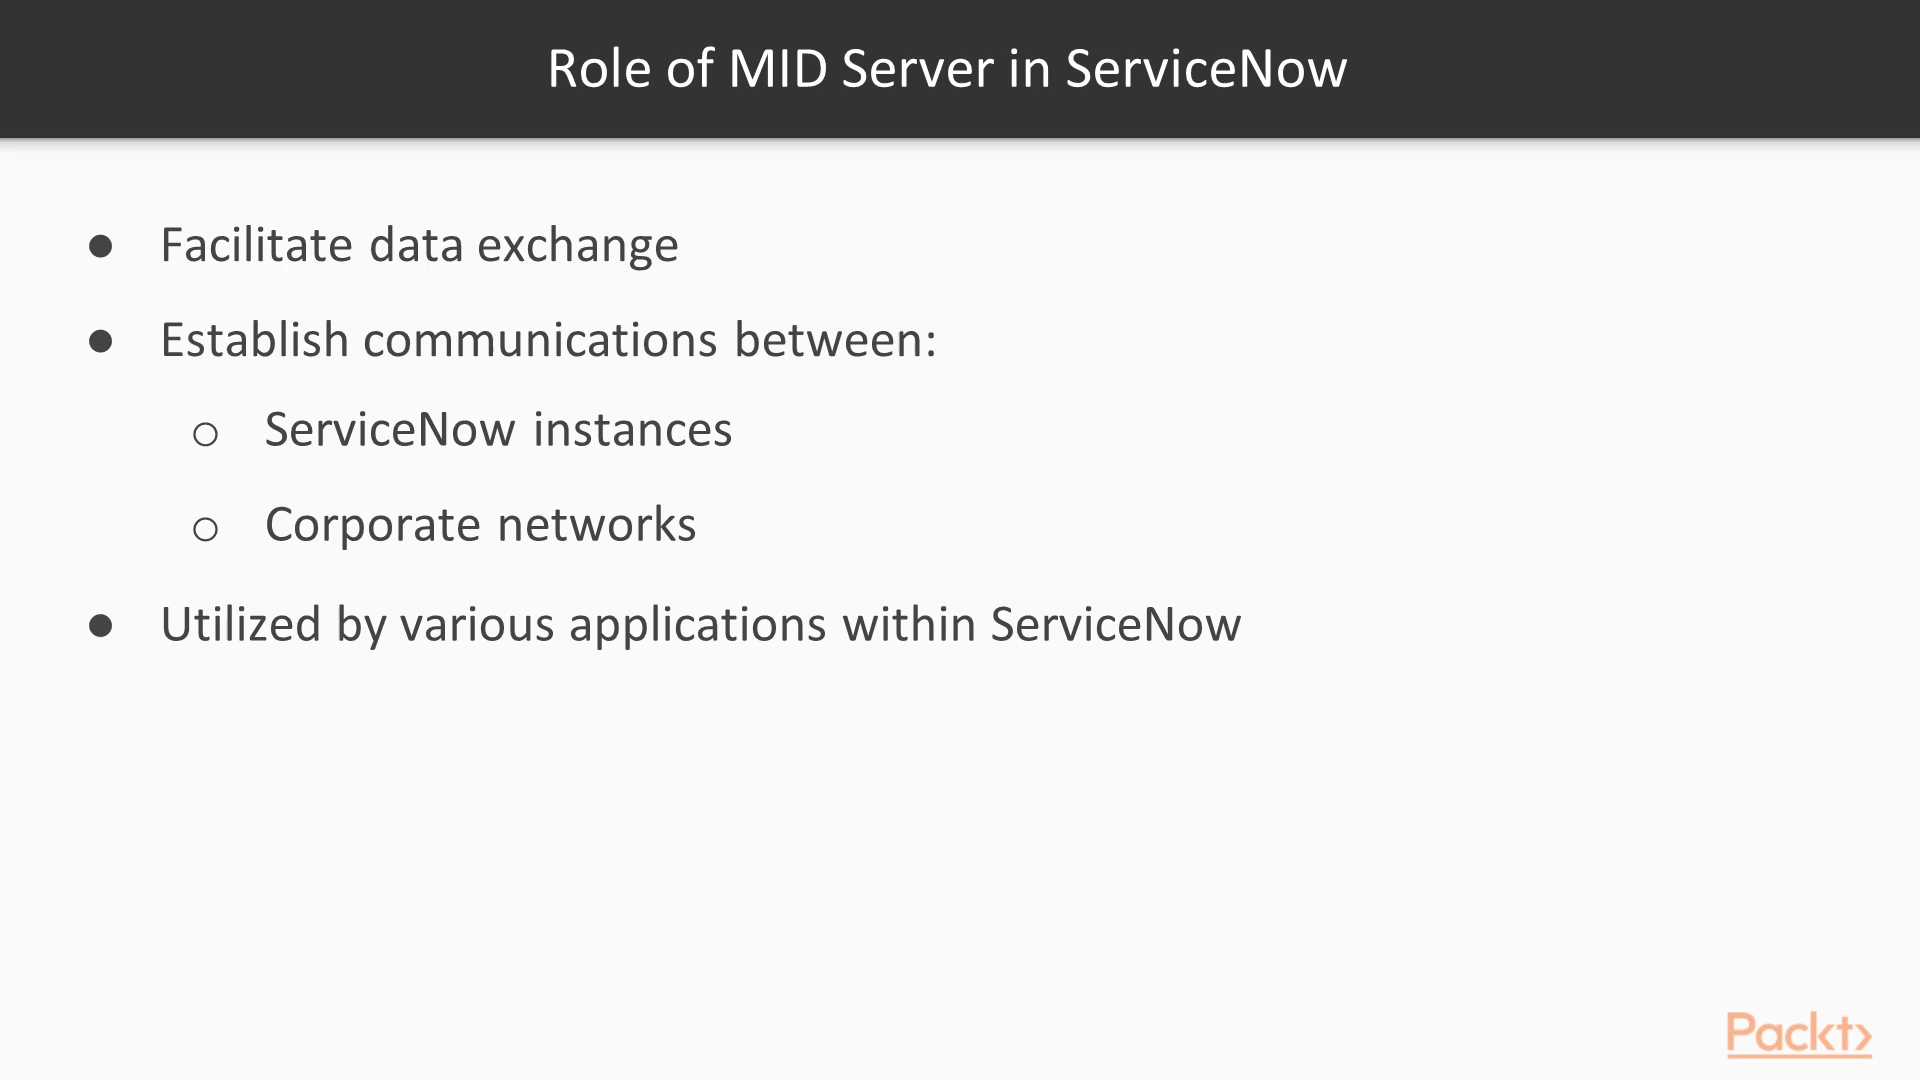 Role of MID Server in ServiceNow
● Facilitate data exchange
● Establish communications between:
○ ServiceNow instances
○ Corporate networks
● Utilized by various applications within ServiceNow
Packt>